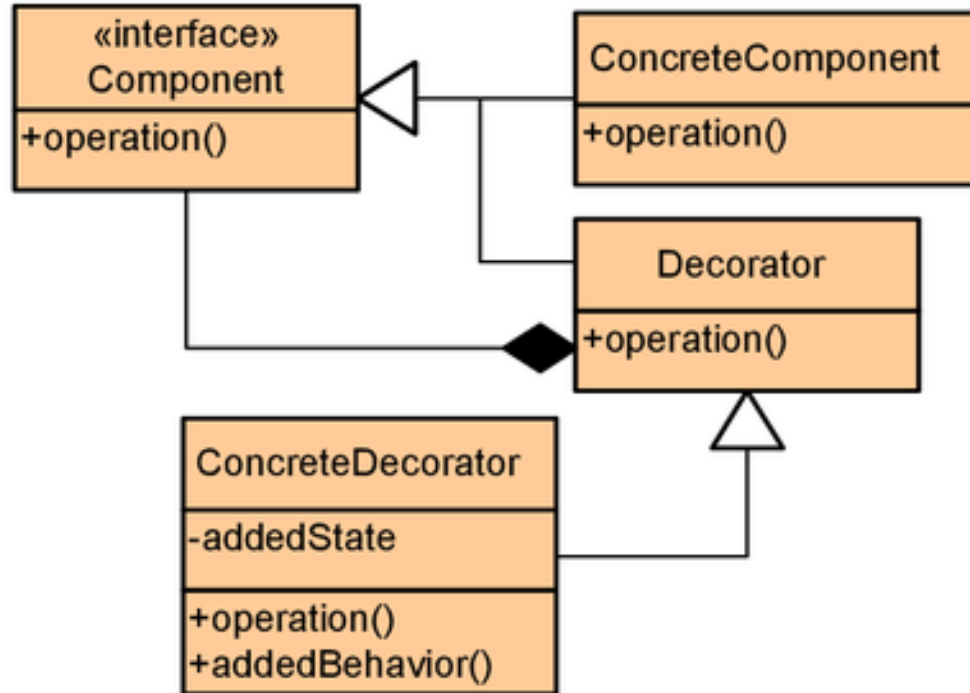 «interface»
Component
+operation()
ConcreteComponent
+operation()
Decorator
+operation()
ConcreteDecorator
-addedState
+operation()
+addedBehavior()